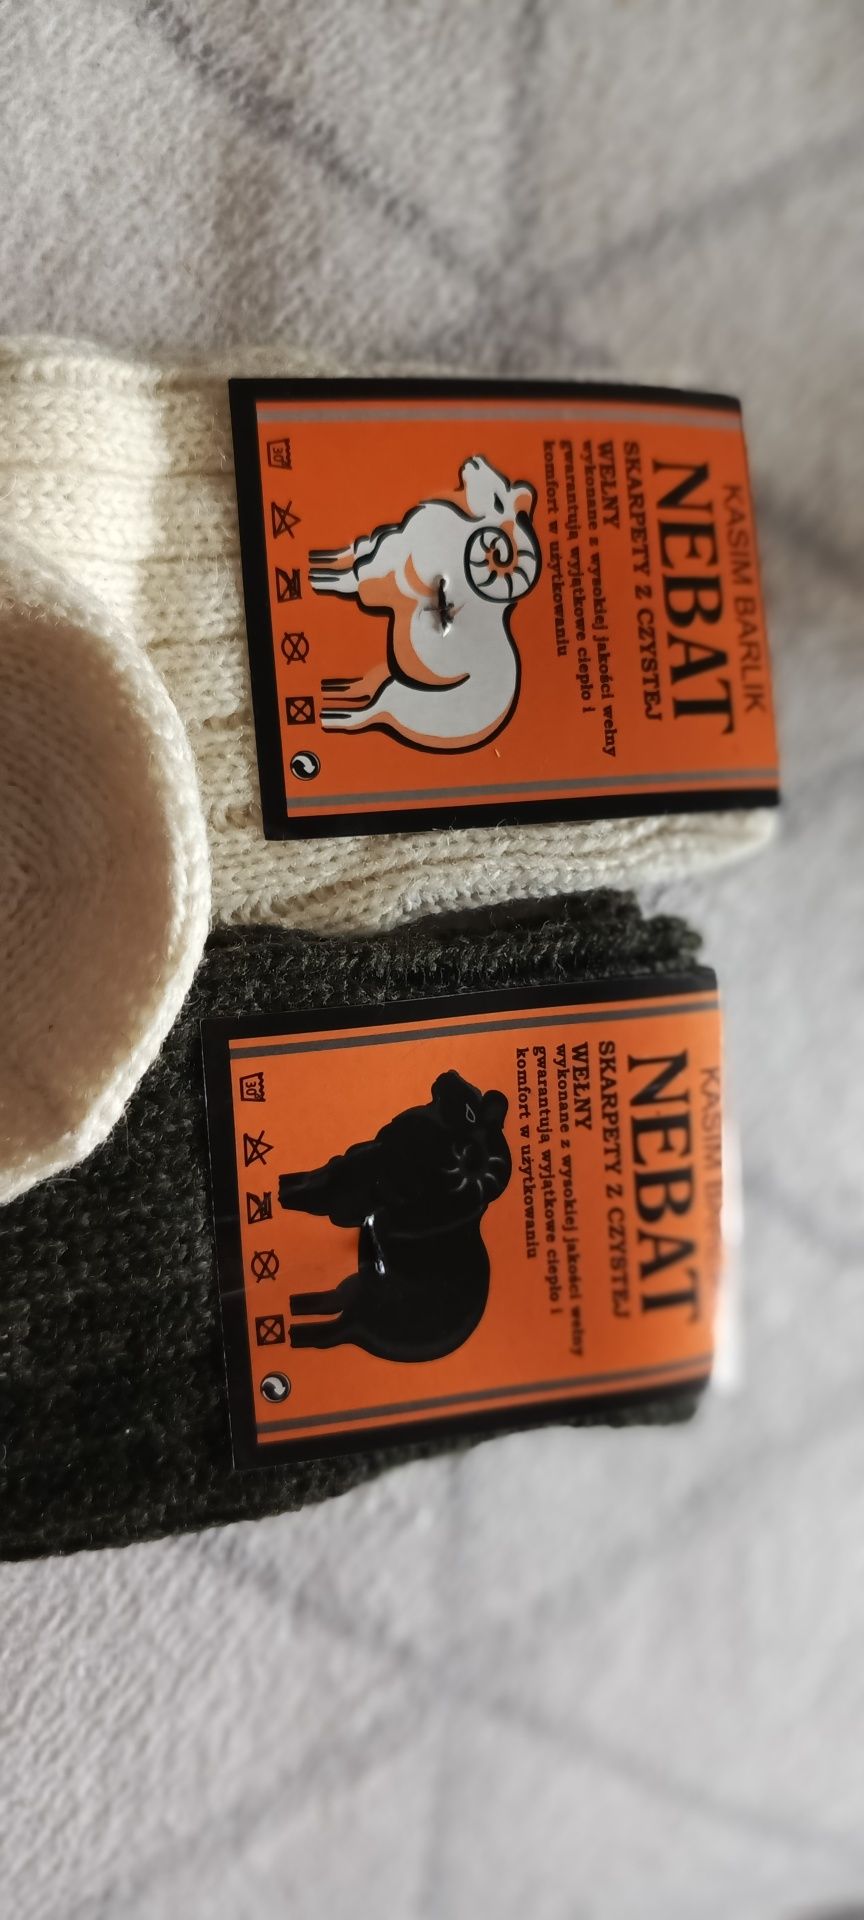 KASIM BARLIK
NEBAT
SKARPETY Z CZYSTEJ
WEŁNY
wykonane z wysokiej jakości wełny
gwarantują wyjątkowe ciepło i
komfort w użytkowaniu
30°
KASIM
NEBAT
SKARPETY Z CZYSTEJ
WEŁNY
wykonane z wysokiej jakości wełny
gwarantują wyjątkowe ciepło i
komfort w użytkowaniu
30°